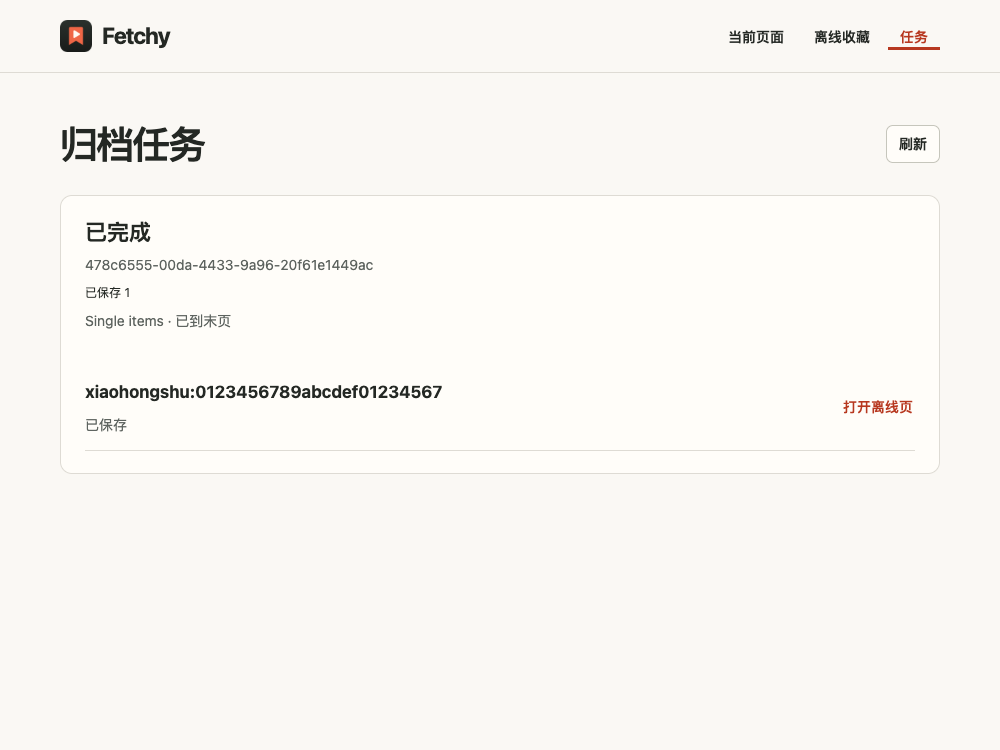 Fetchy
当前页面 离线收藏 任务
归档任务
刷新
已完成
478c6555-00da-4433-9a96-20f61e1449ac
已保存 1
Single items · 已到末页
xiaohongshu:0123456789abcdef01234567
打开离线页
已保存